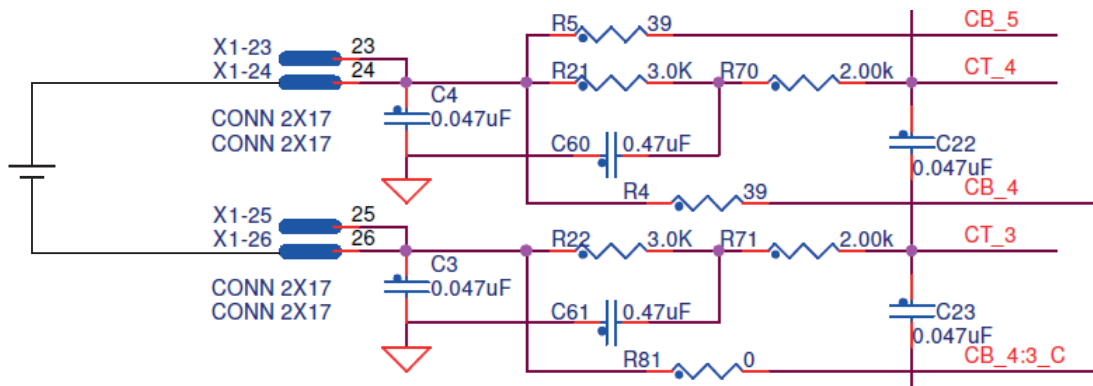 R5 39 CB_5
X1-23 23
X1-24 24 R21 3.0K R70 2.00k CT_4
C4
CONN 2X17 0.047uF
CONN 2X17 C60 0.47uF C22
0.047uF
R4 39 CB_4
X1-25 25
X1-26 26 R22 3.0K R71 2.00k CT_3
C3
CONN 2X17 0.047uF
CONN 2X17 C61 0.47uF C23
0.047uF
R81 0 CB_4:3_C